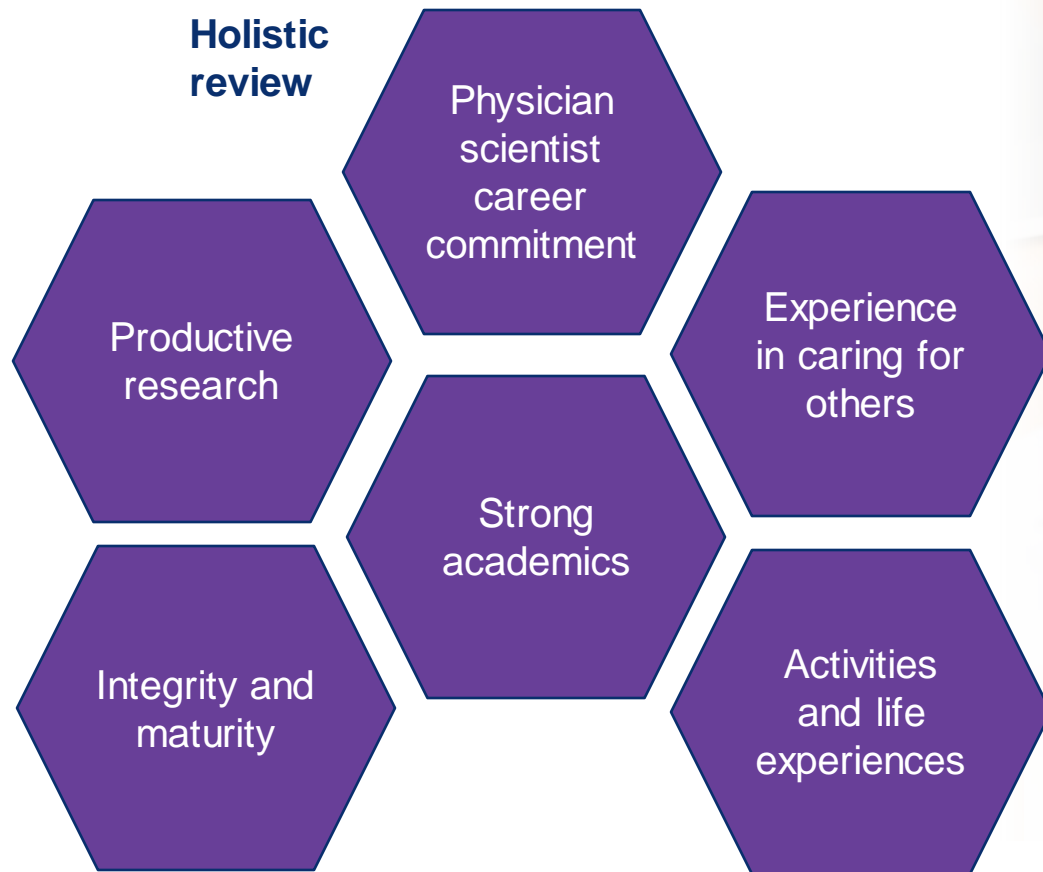 Holistic
review
Physician
scientist
career
commitment
Productive
research
Experience
in caring for
others
Strong
academics
Integrity and
maturity
Activities
and life
experiences